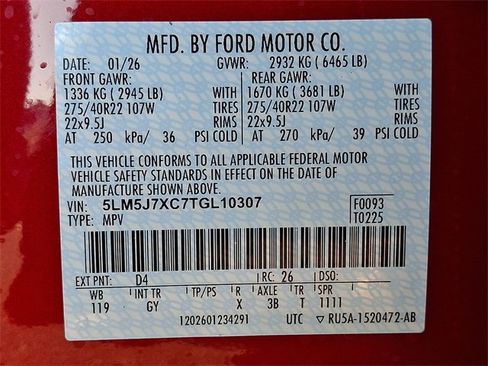 MFD. BY FORD MOTOR CO.
DATE: 01/26 GVWR: 2932 KG ( 6465 LB)
FRONT GAWR: REAR GAWR:
1336 KG ( 2945 LB) WITH 1670 KG ( 3681 LB) WITH
275/40R22 107W TIRES 275/40R22 107W TIRES
22x9.5J RIMS 22x9.5J RIMS
AT 250 kPa/ 36 PSI COLD AT 270 kPa/ 39 PSI COLD
THIS VEHICLE CONFORMS TO ALL APPLICABLE FEDERAL MOTOR
VEHICLE SAFETY STANDARDS IN EFFECT ON THE DATE OF
MANUFACTURE SHOWN ABOVE.
VIN: 5LM5J7XC7TGL10307 F0093
TYPE: MPV T0225
EXT PNT: D4 RC: 26 DSO:
WB INT TR TP/PS R AXLE TR SPR
119 GY X 3B T 1111
1202601234291 UTC ▽ RU5A-1520472-AB